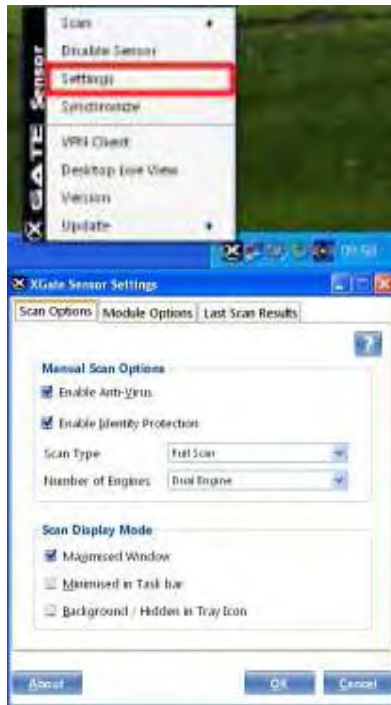 Scan
Disable Sensor
Settings
Synchronize
VPN Client
Desktop Live View
Version
Update
X GATE Sensor
XGate Sensor Settings
Scan Options Module Options Last Scan Results
?
Manual Scan Options
Enable Anti-Virus
Enable Identity Protection
Scan Type Full Scan
Number of Engines Dual Engine
Scan Display Mode
Maximised Window
Minimised in Task bar
Background / Hidden in Tray Icon
About OK Cancel